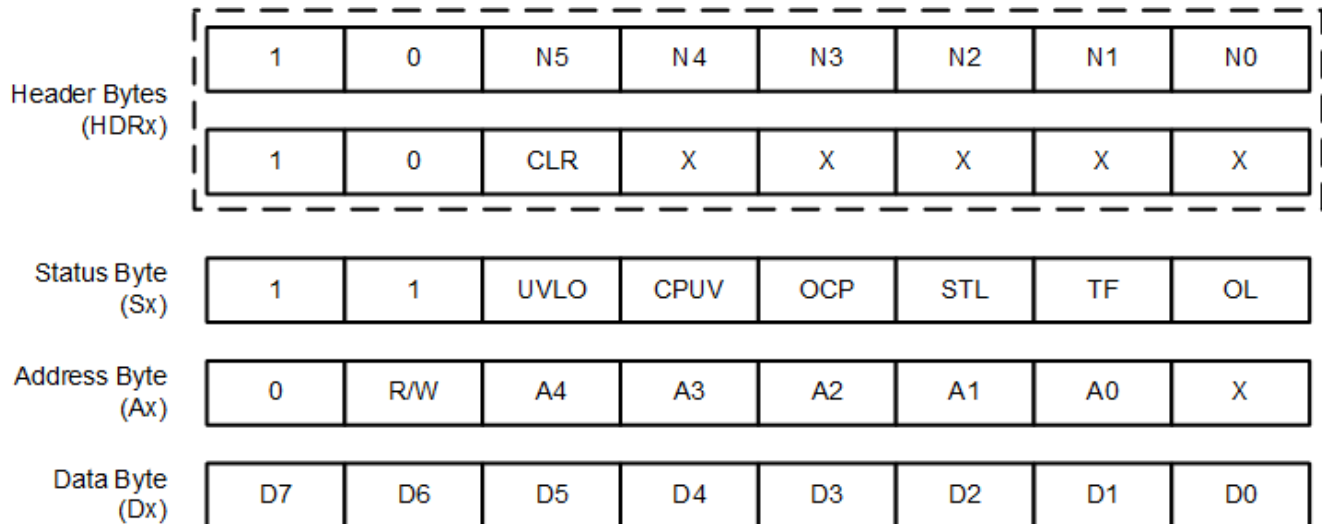 1 0 N5 N4 N3 N2 N1 N0
Header Bytes
(HDRx)
1 0 CLR X X X X X
Status Byte
(Sx)
1 1 UVLO CPUV OCP STL TF OL
Address Byte
(Ax)
0 R/W A4 A3 A2 A1 A0 X
Data Byte
(Dx)
D7 D6 D5 D4 D3 D2 D1 D0